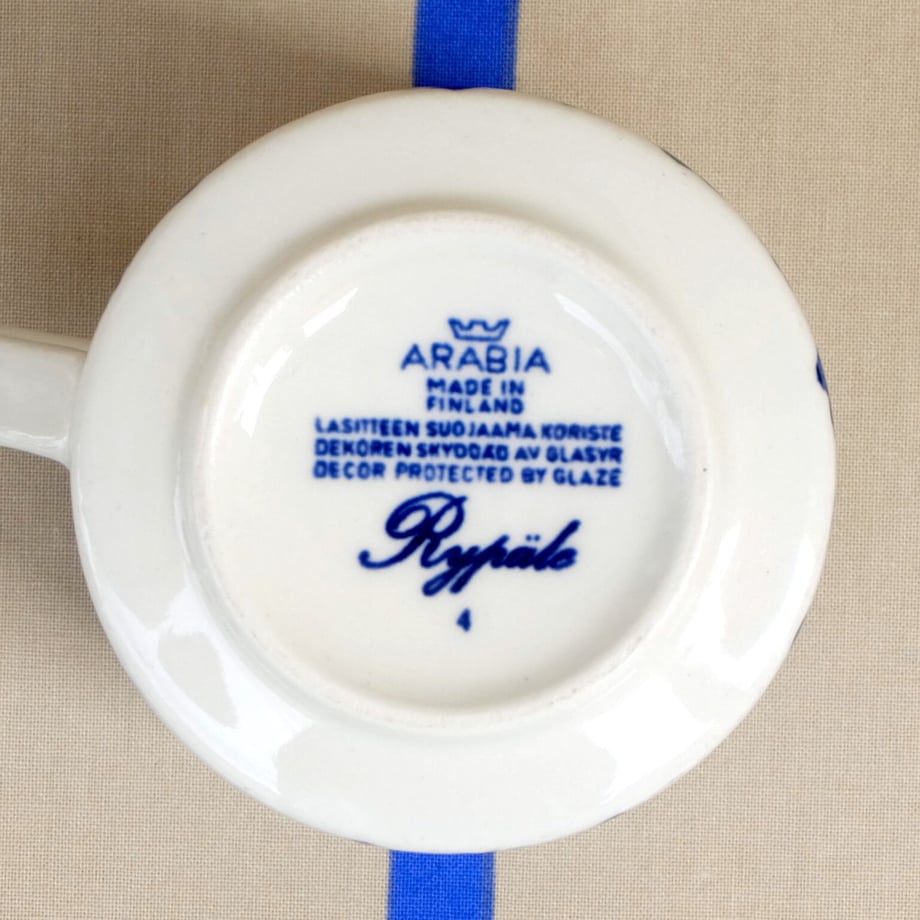 ARABIA
MADE IN
FINLAND
LASITTEEN SUOJAAMA KORISTE
DEKOREN SKYDDAD AV GLASYR
DECOR PROTECTED BY GLAZE
Rypäle
4